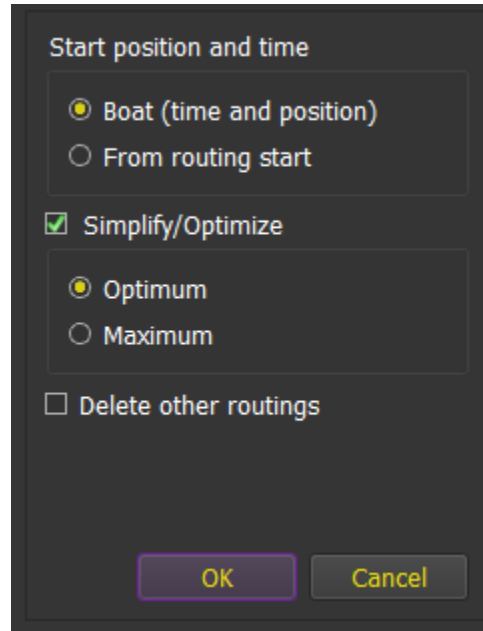 Start position and time
Boat (time and position)
From routing start
Simplify/Optimize
Optimum
Maximum
Delete other routings
OK Cancel